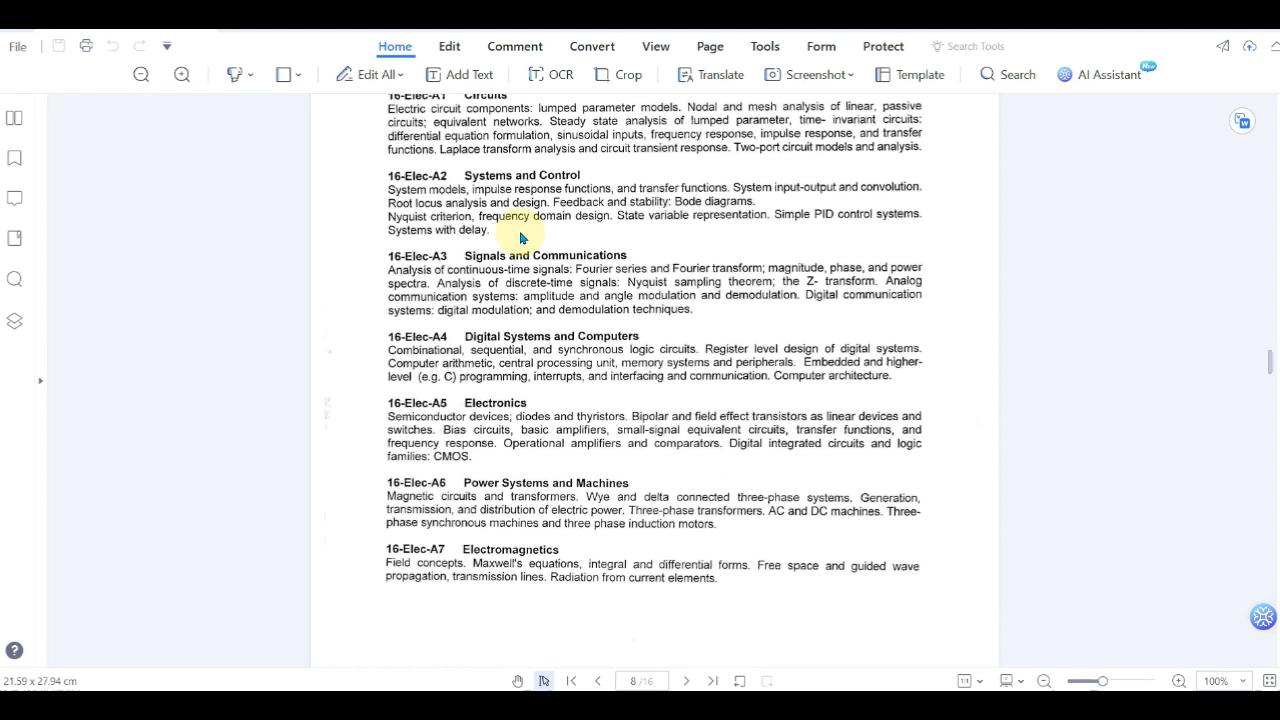 File
Home Edit Comment Convert View Page Tools Form Protect Search Tools
Edit All Add Text OCR Crop Translate Screenshot Template Search AI Assistant New
16-Elec-A1 Circuits
Electric circuit components: lumped parameter models. Nodal and mesh analysis of linear, passive
circuits; equivalent networks. Steady state analysis of lumped parameter, time- invariant circuits:
differential equation formulation, sinusoidal inputs, frequency response, impulse response, and transfer
functions. Laplace transform analysis and circuit transient response. Two-port circuit models and analysis.
16-Elec-A2 Systems and Control
System models, impulse response functions, and transfer functions. System input-output and convolution.
Root locus analysis and design. Feedback and stability: Bode diagrams.
Nyquist criterion, frequency domain design. State variable representation. Simple PID control systems.
Systems with delay.
16-Elec-A3 Signals and Communications
Analysis of continuous-time signals: Fourier series and Fourier transform; magnitude, phase, and power
spectra. Analysis of discrete-time signals: Nyquist sampling theorem; the Z- transform. Analog
communication systems: amplitude and angle modulation and demodulation. Digital communication
systems: digital modulation; and demodulation techniques.
16-Elec-A4 Digital Systems and Computers
Combinational, sequential, and synchronous logic circuits. Register level design of digital systems.
Computer arithmetic, central processing unit, memory systems and peripherals. Embedded and higher-
level (e.g. C) programming, interrupts, and interfacing and communication. Computer architecture.
16-Elec-A5 Electronics
Semiconductor devices; diodes and thyristors. Bipolar and field effect transistors as linear devices and
switches. Bias circuits, basic amplifiers, small-signal equivalent circuits, transfer functions, and
frequency response. Operational amplifiers and comparators. Digital integrated circuits and logic
families: CMOS.
16-Elec-A6 Power Systems and Machines
Magnetic circuits and transformers. Wye and delta connected three-phase systems. Generation,
transmission, and distribution of electric power. Three-phase transformers. AC and DC machines. Three-
phase synchronous machines and three phase induction motors.
16-Elec-A7 Electromagnetics
Field concepts. Maxwell's equations, integral and differential forms. Free space and guided wave
propagation, transmission lines. Radiation from current elements.
21.59 x 27.94 cm 8 /16 100%